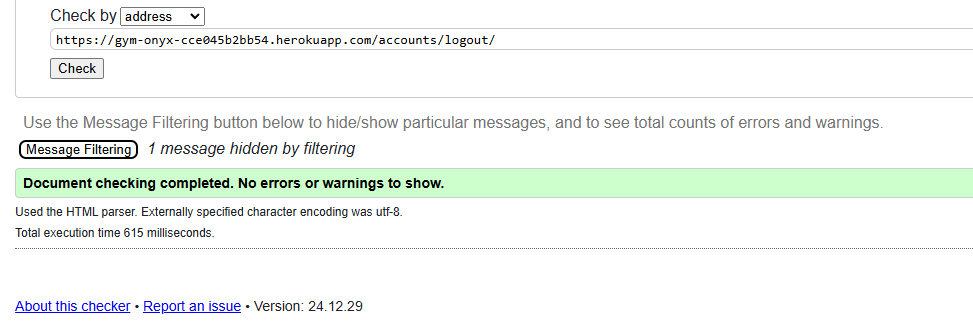 Check by address
https://gym-onyx-cce045b2bb54.herokuapp.com/accounts/logout/
Check
Use the Message Filtering button below to hide/show particular messages, and to see total counts of errors and warnings.
Message Filtering 1 message hidden by filtering
Document checking completed. No errors or warnings to show.
Used the HTML parser. Externally specified character encoding was utf-8.
Total execution time 615 milliseconds.
About this checker • Report an issue • Version: 24.12.29